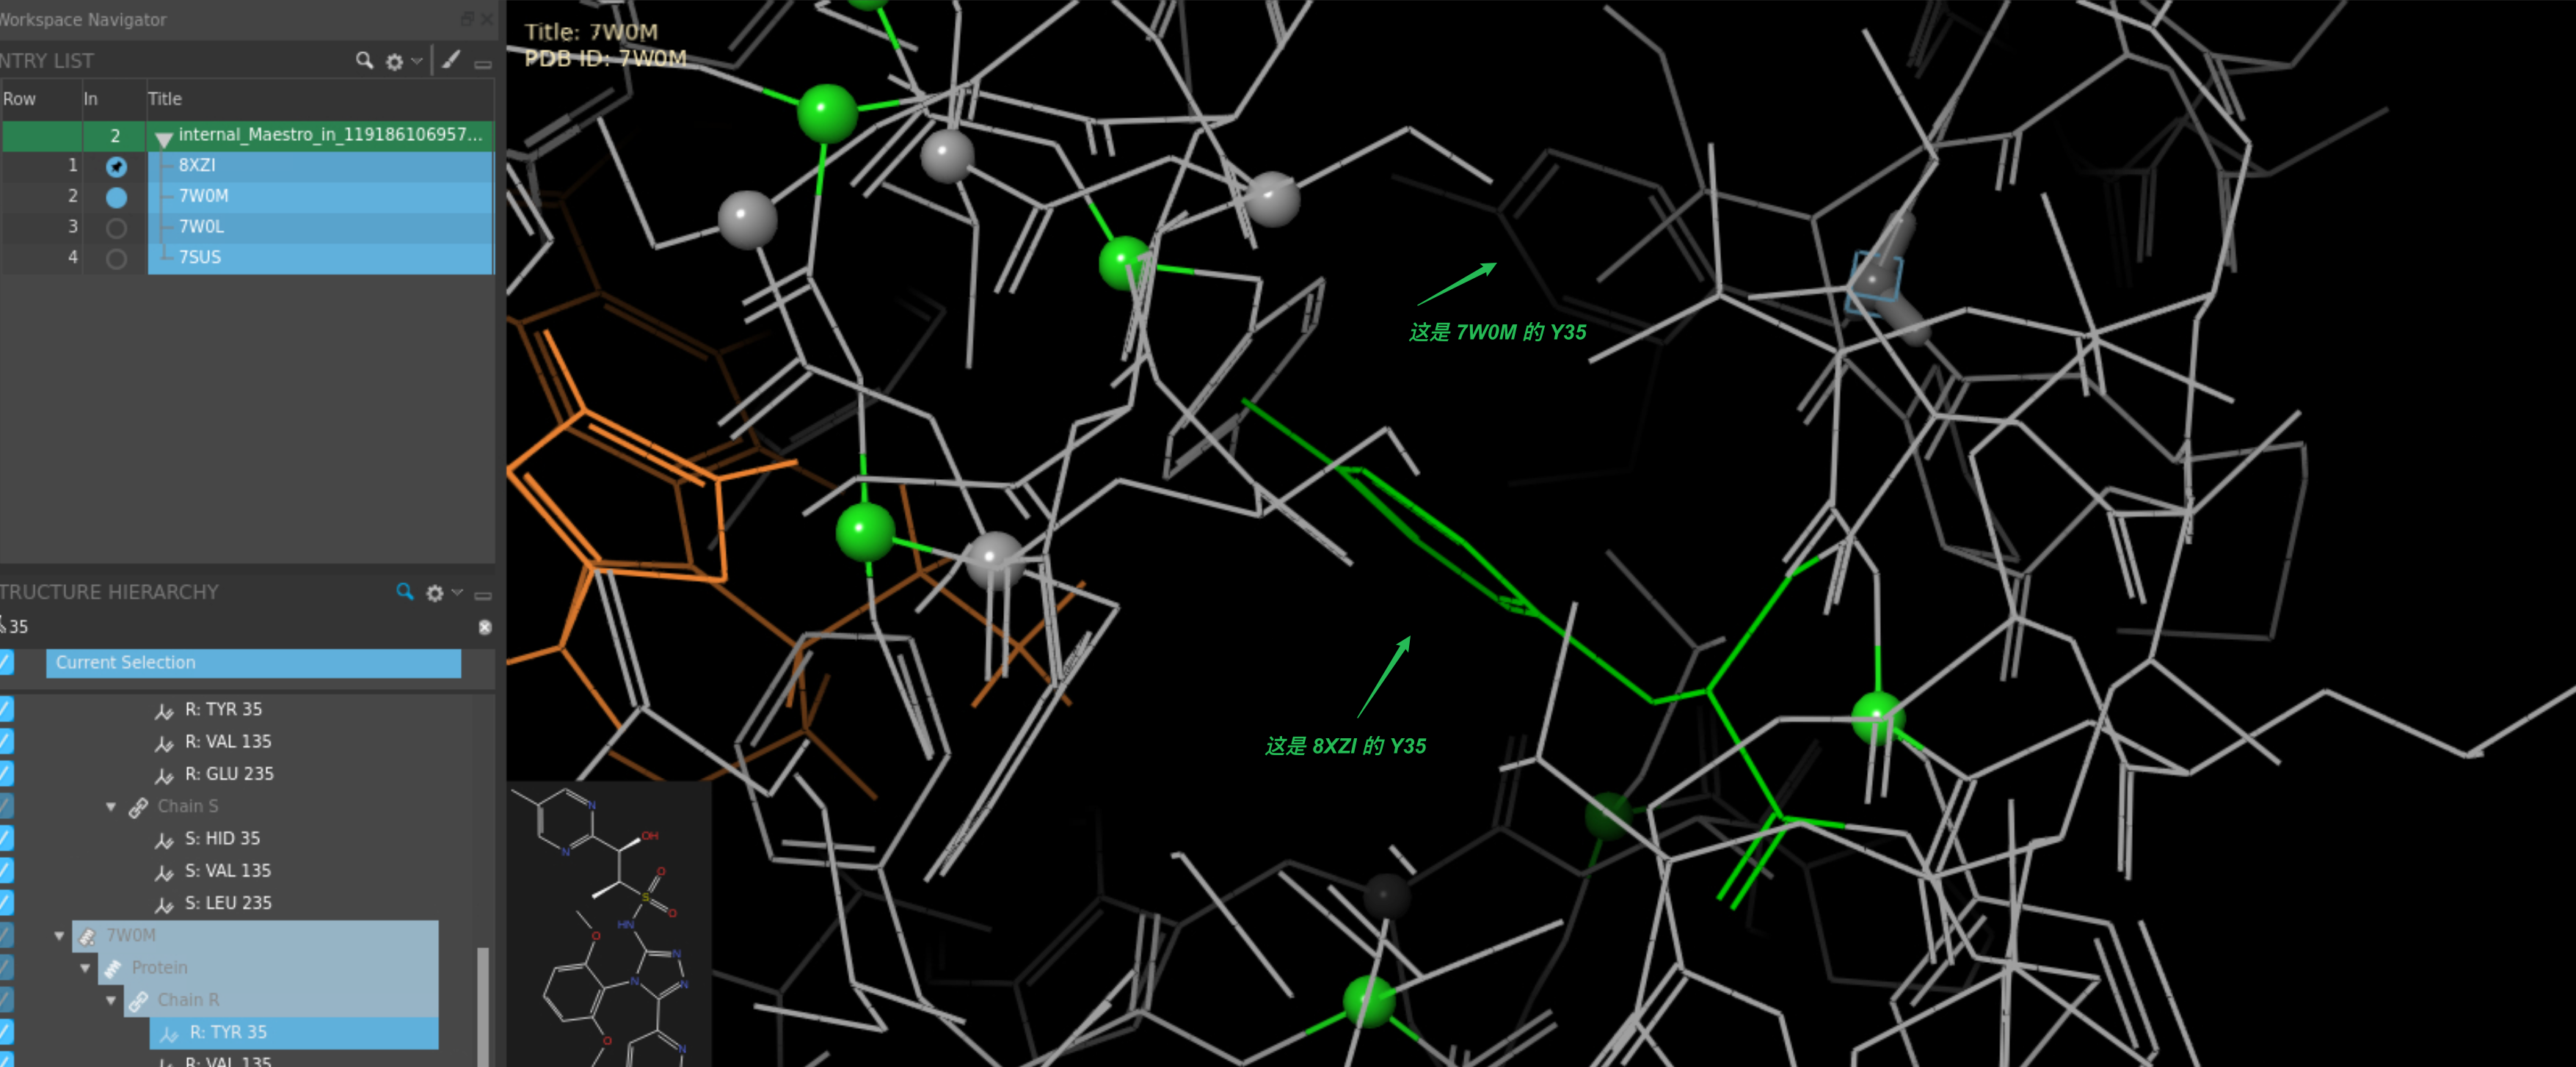 Workspace Navigator
NTRY LIST
Row In Title
2 internal_Maestro_in_119186106957...
1 8XZI
2 7W0M
3 7W0L
4 7SUS
TRUCTURE HIERARCHY
35
Current Selection
R: TYR 35
R: VAL 135
R: GLU 235
Chain S
S: HID 35
S: VAL 135
S: LEU 235
7W0M
Protein
Chain R
R: TYR 35
R: VAL 135
Title: 7W0M
PDB ID: 7W0M
这是 7W0M 的 Y35
这是 8XZI 的 Y35
N
OH
N
O
S
O
HN
O
N
N
N
O
N